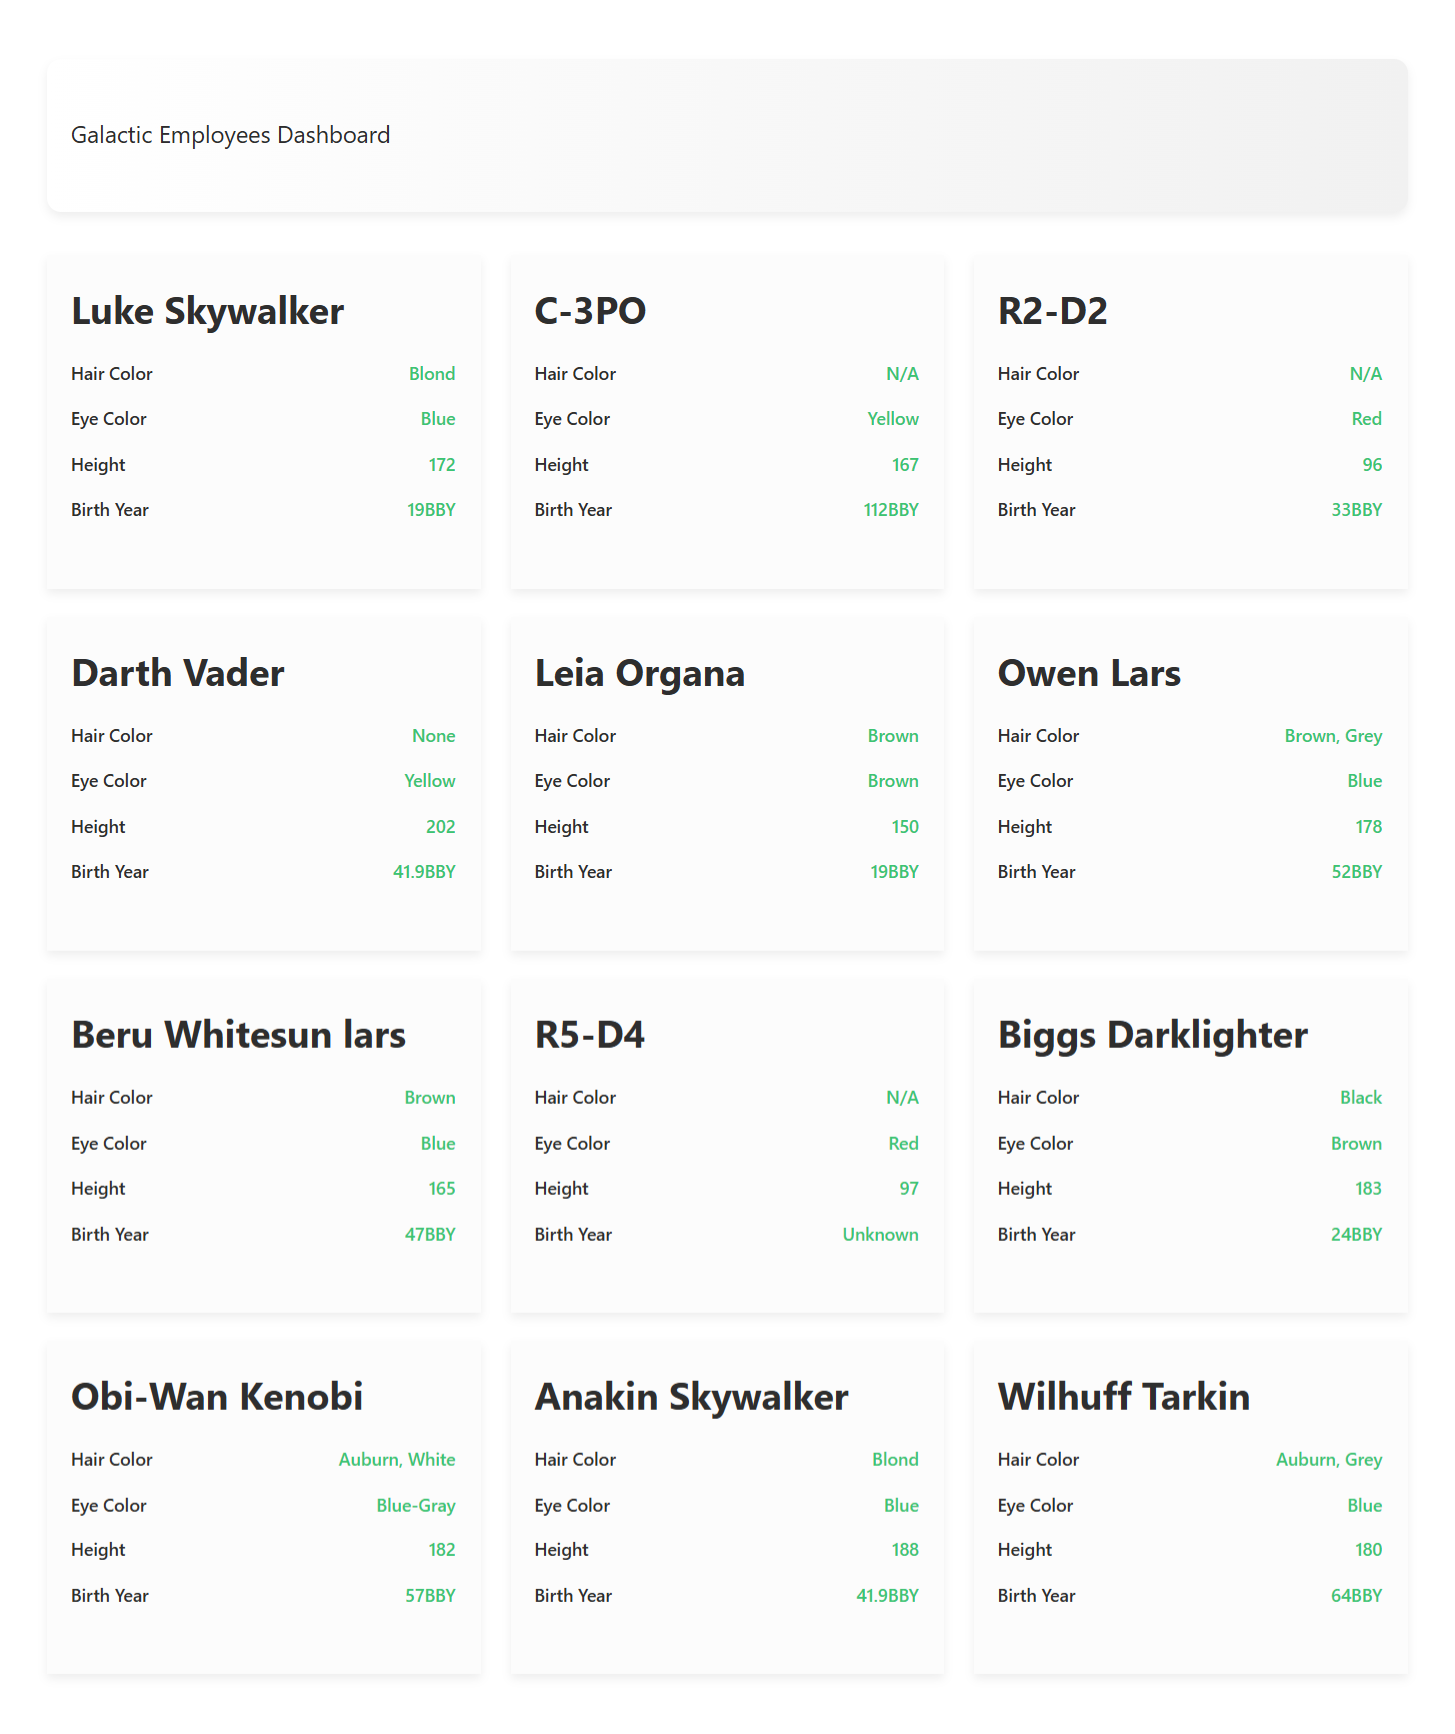 Galactic Employees Dashboard
Luke Skywalker
Hair Color Blond
Eye Color Blue
Height 172
Birth Year 19BBY
C-3PO
Hair Color N/A
Eye Color Yellow
Height 167
Birth Year 112BBY
R2-D2
Hair Color N/A
Eye Color Red
Height 96
Birth Year 33BBY
Darth Vader
Hair Color None
Eye Color Yellow
Height 202
Birth Year 41.9BBY
Leia Organa
Hair Color Brown
Eye Color Brown
Height 150
Birth Year 19BBY
Owen Lars
Hair Color Brown, Grey
Eye Color Blue
Height 178
Birth Year 52BBY
Beru Whitesun lars
Hair Color Brown
Eye Color Blue
Height 165
Birth Year 47BBY
R5-D4
Hair Color N/A
Eye Color Red
Height 97
Birth Year Unknown
Biggs Darklighter
Hair Color Black
Eye Color Brown
Height 183
Birth Year 24BBY
Obi-Wan Kenobi
Hair Color Auburn, White
Eye Color Blue-Gray
Height 182
Birth Year 57BBY
Anakin Skywalker
Hair Color Blond
Eye Color Blue
Height 188
Birth Year 41.9BBY
Wilhuff Tarkin
Hair Color Auburn, Grey
Eye Color Blue
Height 180
Birth Year 64BBY